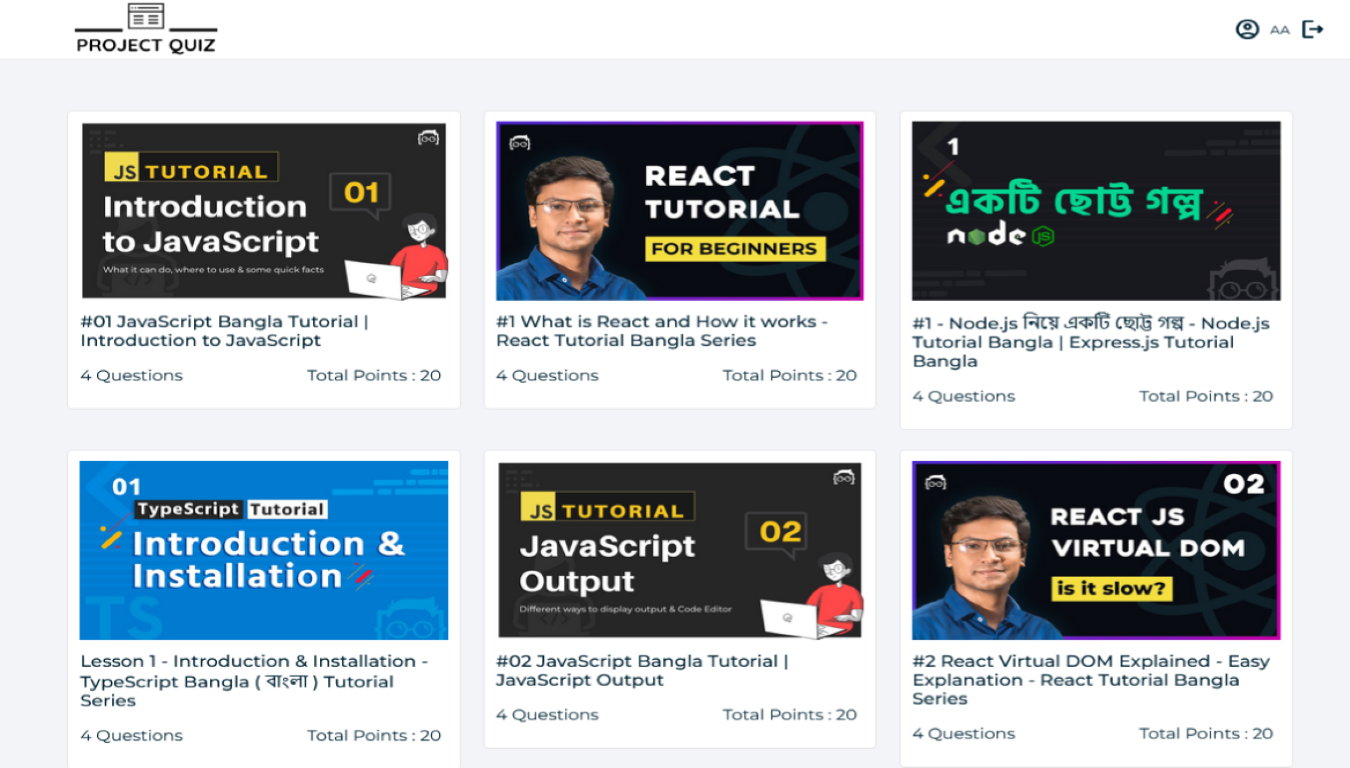 PROJECT QUIZ
AA
JS TUTORIAL
Introduction
to JavaScript
What it can do, where to use & some quick facts
01
#01 JavaScript Bangla Tutorial |
Introduction to JavaScript
4 Questions Total Points : 20
REACT
TUTORIAL
FOR BEGINNERS
#1 What is React and How it works -
React Tutorial Bangla Series
4 Questions Total Points : 20
1
একটি ছোট্ট গল্প
node JS
#1 - Node.js নিয়ে একটি ছোট্ট গল্প - Node.js
Tutorial Bangla | Express.js Tutorial
Bangla
4 Questions Total Points : 20
01
TypeScript Tutorial
Introduction &
Installation
TS
Lesson 1 - Introduction & Installation -
TypeScript Bangla ( বাংলা ) Tutorial
Series
4 Questions Total Points : 20
JS TUTORIAL
JavaScript
Output
Different ways to display output & Code Editor
02
#02 JavaScript Bangla Tutorial |
JavaScript Output
4 Questions Total Points : 20
02
REACT JS
VIRTUAL DOM
is it slow?
#2 React Virtual DOM Explained - Easy
Explanation - React Tutorial Bangla
Series
4 Questions Total Points : 20